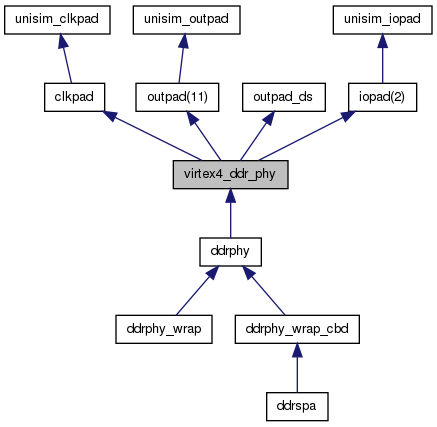 unisim_clkpad
unisim_outpad
unisim_iopad
clkpad
outpad(11)
outpad_ds
iopad(2)
virtex4_ddr_phy
ddrphy
ddrphy_wrap
ddrphy_wrap_cbd
ddrspa